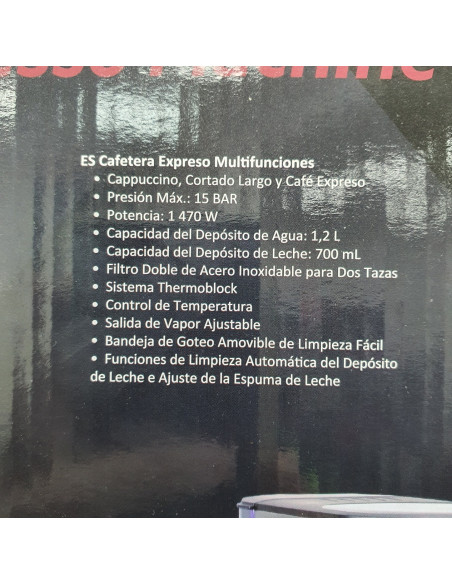 Machine
ES Cafetera Expreso Multifunciones
• Cappuccino, Cortado Largo y Café Expreso
• Presión Máx.: 15 BAR
• Potencia: 1 470 W
• Capacidad del Depósito de Agua: 1,2 L
• Capacidad del Depósito de Leche: 700 mL
• Filtro Doble de Acero Inoxidable para Dos Tazas
• Sistema Thermoblock
• Control de Temperatura
• Salida de Vapor Ajustable
• Bandeja de Goteo Amovible de Limpieza Fácil
• Funciones de Limpieza Automática del Depósito
de Leche e Ajuste de la Espuma de Leche